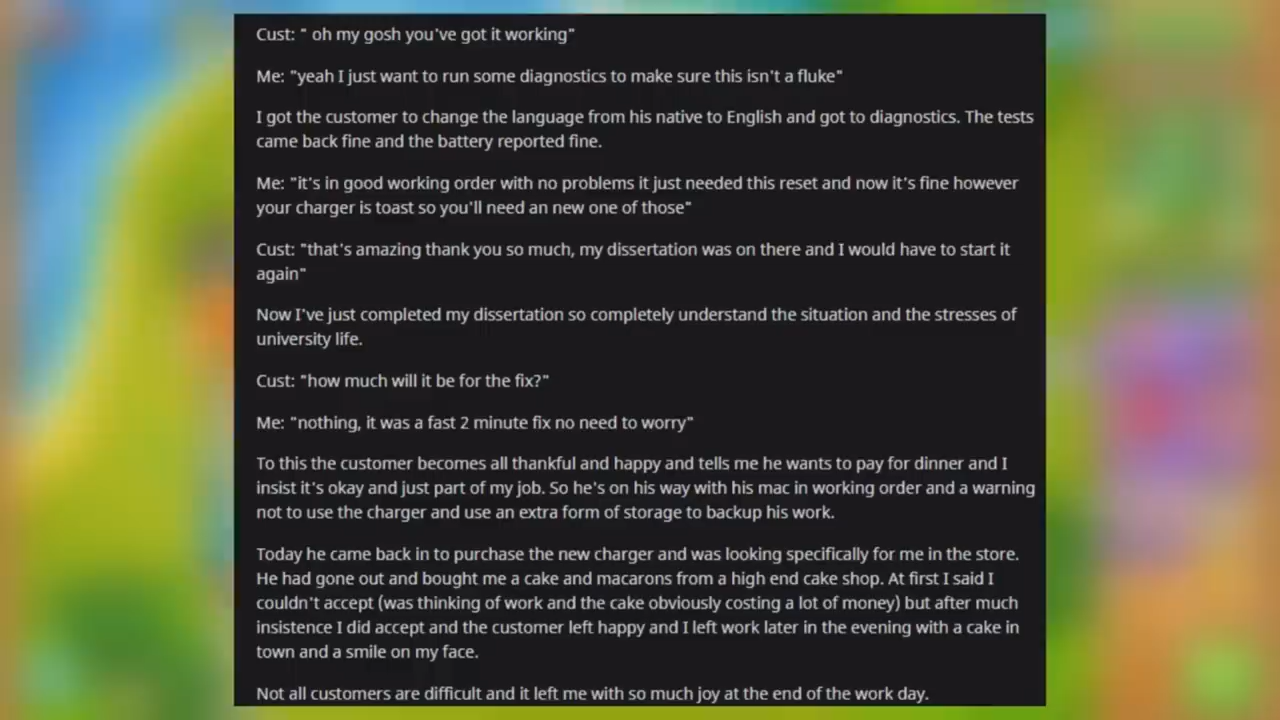 Cust: " oh my gosh you've got it working"
Me: "yeah I just want to run some diagnostics to make sure this isn't a fluke"
I got the customer to change the language from his native to English and got to diagnostics. The tests
came back fine and the battery reported fine.
Me: "it's in good working order with no problems it just needed this reset and now it's fine however
your charger is toast so you'll need an new one of those"
Cust: "that's amazing thank you so much, my dissertation was on there and I would have to start it
again"
Now I've just completed my dissertation so completely understand the situation and the stresses of
university life.
Cust: "how much will it be for the fix?"
Me: "nothing, it was a fast 2 minute fix no need to worry"
To this the customer becomes all thankful and happy and tells me he wants to pay for dinner and I
insist it's okay and just part of my job. So he's on his way with his mac in working order and a warning
not to use the charger and use an extra form of storage to backup his work.
Today he came back in to purchase the new charger and was looking specifically for me in the store.
He had gone out and bought me a cake and macarons from a high end cake shop. At first I said I
couldn't accept (was thinking of work and the cake obviously costing a lot of money) but after much
insistence I did accept and the customer left happy and I left work later in the evening with a cake in
town and a smile on my face.
Not all customers are difficult and it left me with so much joy at the end of the work day.